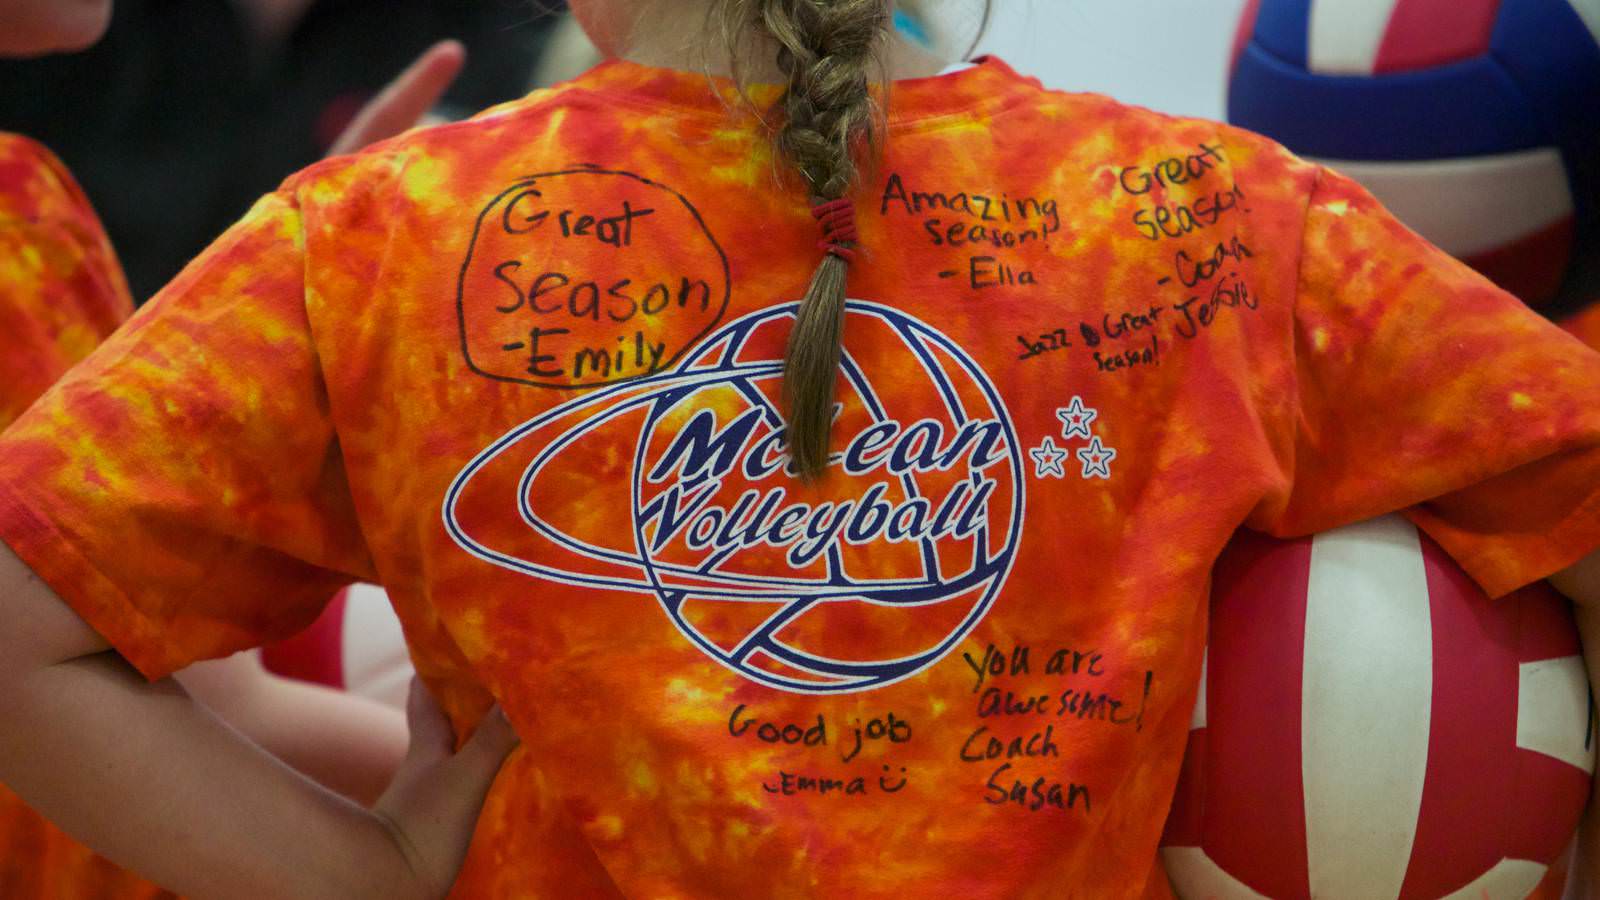 Great
Season
-Emily
Amazing
Season!
-Ella
Great
season!
-Coach
Jessie
Jazz Great
Season!
McLean
Volleyball
Good job
-Emma
You are
awesome!
Coach
Susan